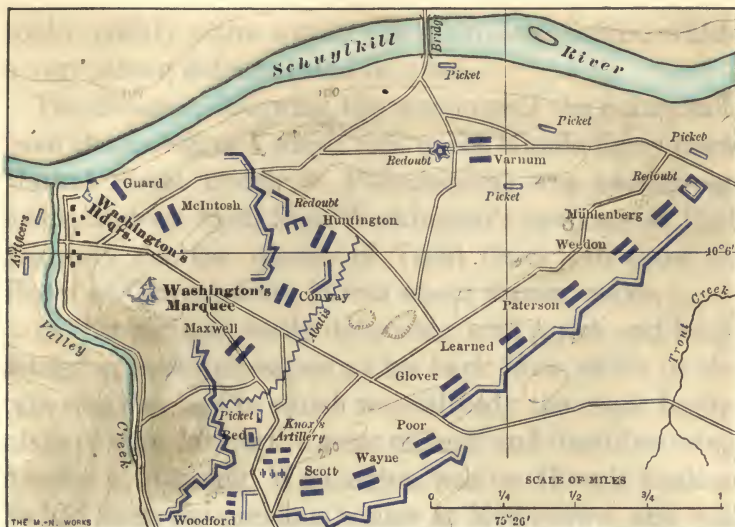 Schuylkill River
Bridge
Picket
Picket
Picket
Redoubt
Varnum
Picket
Redoubt
Guard
Washington's
Hdqrs.
McIntosh
Redoubt
Huntington
Mühlenberg
Weedon
Artificers
Washington's
Marquee
Conway
Paterson
Maxwell
Abatis
Learned
Trout Creek
Valley Creek
Glover
Picket
Red.
Knox's
Artillery
Poor
Wayne
Scott
Woodford
SCALE OF MILES
0 1/4 1/2 3/4 1
75°26'
THE M.-N. WORKS